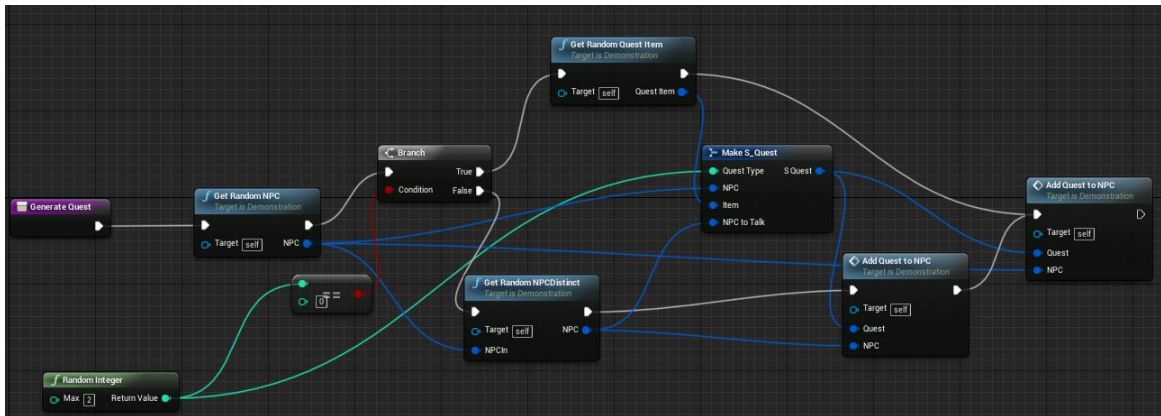 Get Random Quest Item
Target is Demonstration
Target self Quest Item
Branch
True
Condition False
Make S_Quest
Quest Type S Quest
NPC
Item
NPC to Talk
Generate Quest
Get Random NPC
Target is Demonstration
Target self NPC
Add Quest to NPC
Target is Demonstration
Target self
Quest
NPC
0 ==
Get Random NPCDistinct
Target is Demonstration
Target self NPC
NPCIn
Add Quest to NPC
Target is Demonstration
Target self
Quest
NPC
Random Integer
Max 2 Return Value